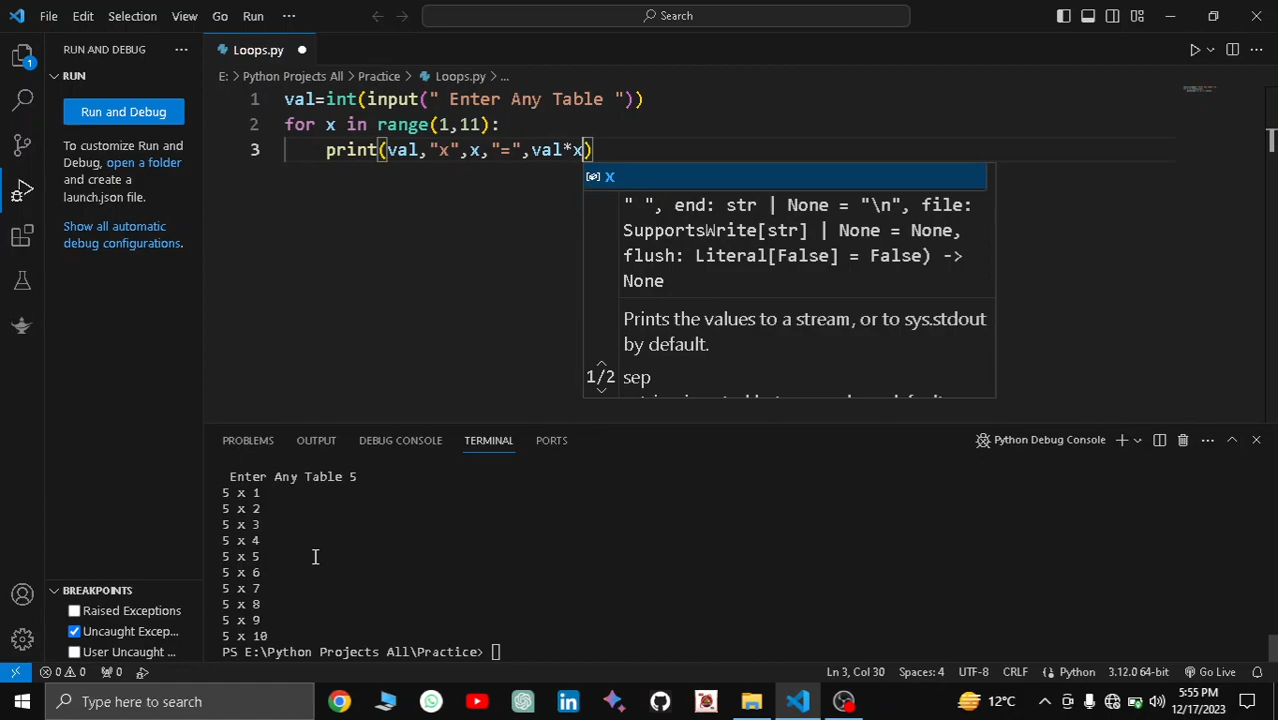 File Edit Selection View Go Run ··· Search
RUN AND DEBUG ···
Loops.py
RUN
E: > Python Projects All > Practice > Loops.py > ...
Run and Debug
To customize Run and
Debug, open a folder
and create a
launch.json file.
Show all automatic
debug configurations.
1 val=int(input(" Enter Any Table "))
2 for x in range(1,11):
3 print(val,"x",x,"=",val*x)
x
" ", end: str | None = "\n", file:
SupportsWrite[str] | None = None,
flush: Literal[False] = False) ->
None
Prints the values to a stream, or to sys.stdout
by default.
1/2 sep
PROBLEMS OUTPUT DEBUG CONSOLE TERMINAL PORTS Python Debug Console
Enter Any Table 5
5 x 1
5 x 2
5 x 3
5 x 4
5 x 5
5 x 6
5 x 7
5 x 8
5 x 9
5 x 10
PS E:\Python Projects All\Practice>
BREAKPOINTS
Raised Exceptions
Uncaught Excep...
User Uncaught ...
1
0 0 0 Ln 3, Col 30 Spaces: 4 UTF-8 CRLF Python 3.12.0 64-bit Go Live
Type here to search 12°C 5:55 PM
12/17/2023